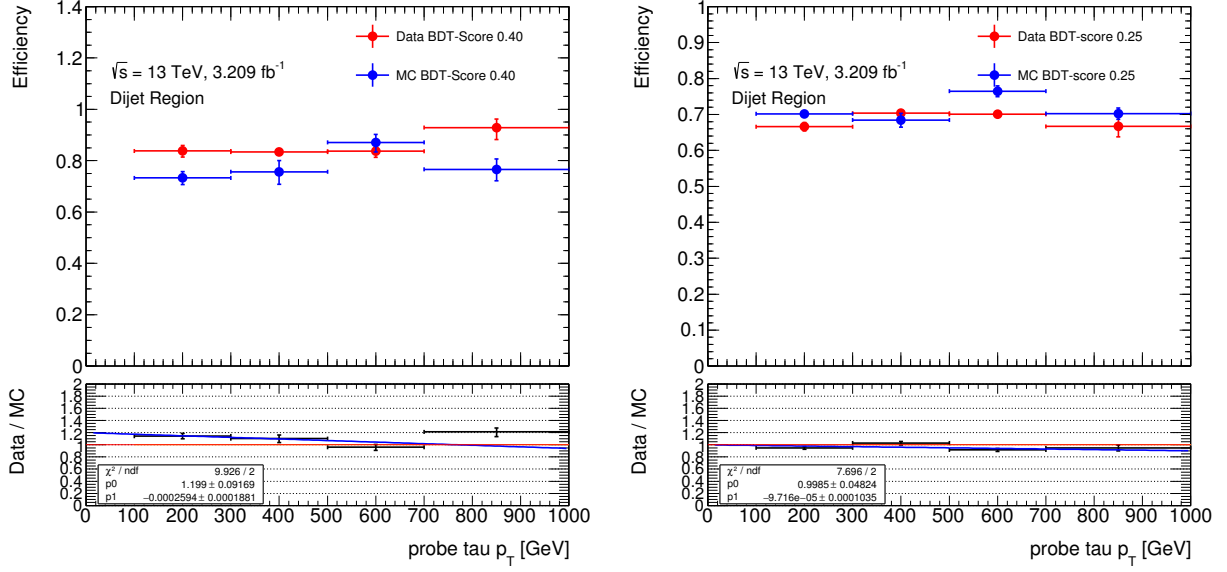 Efficiency
1.4
1.2
1
0.8
0.6
0.4
0.2
0
Data BDT-Score 0.40
MC BDT-Score 0.40
√s = 13 TeV, 3.209 fb⁻¹
Dijet Region
Data / MC
2
1.8
1.6
1.4
1.2
1
0.8
0.6
0.4
0.2
0
χ² / ndf 9.926 / 2
p0 1.199 ± 0.09169
p1 −0.0002594 ± 0.0001881
0 100 200 300 400 500 600 700 800 900 1000
probe tau p_T [GeV]
Efficiency
1
0.9
0.8
0.7
0.6
0.5
0.4
0.3
0.2
0.1
0
Data BDT-Score 0.25
MC BDT-score 0.25
√s = 13 TeV, 3.209 fb⁻¹
Dijet Region
Data / MC
2
1.8
1.6
1.4
1.2
1
0.8
0.6
0.4
0.2
0
χ² / ndf 7.696 / 2
p0 0.9985 ± 0.04824
p1 −9.716e−05 ± 0.0001035
0 100 200 300 400 500 600 700 800 900 1000
probe tau p_T [GeV]